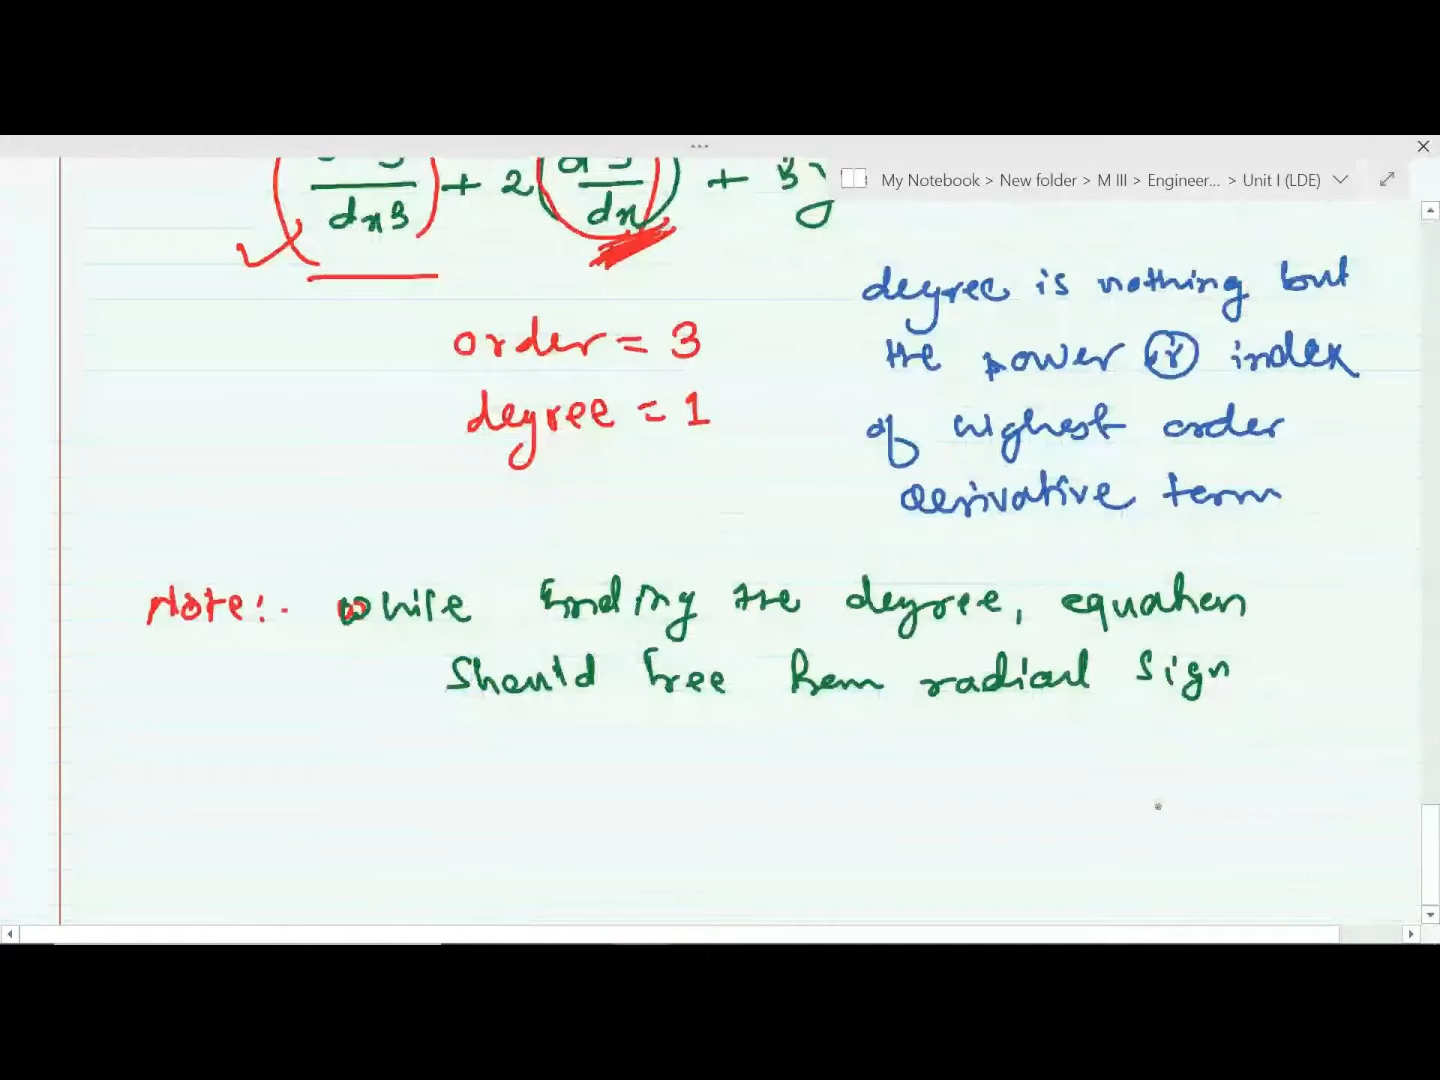 My Notebook > New folder > M III > Engineer... > Unit I (LDE)
dx3 + 2 dx + 3y
order = 3
degree = 1
degree is nothing but
the power or index
of highest order
derivative term
Note:- While finding the degree, equation
should free from radical sign